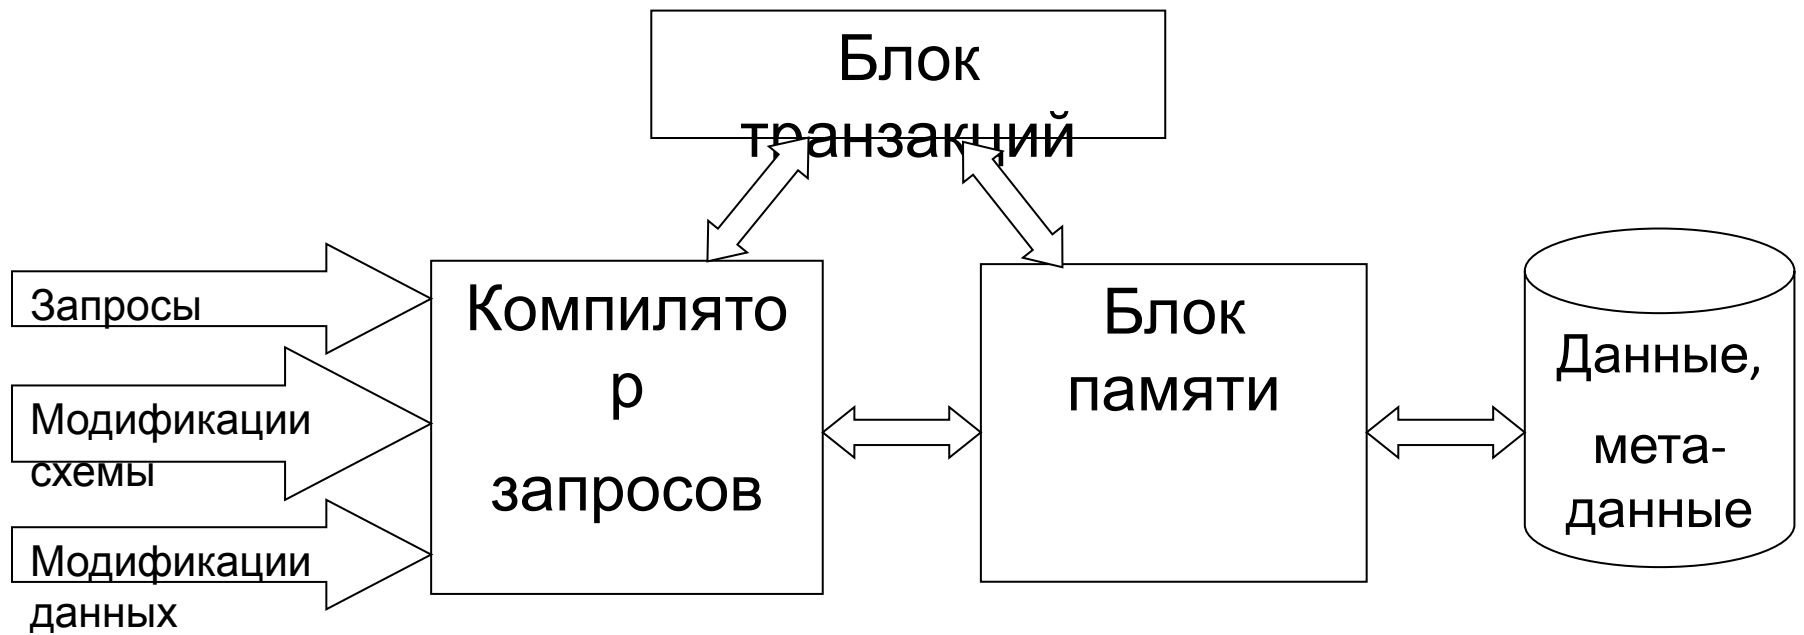 Блок
транзакций
Запросы
Модификации
схемы
Модификации
данных
Компилято
р
запросов
Блок
памяти
Данные,
мета-
данные